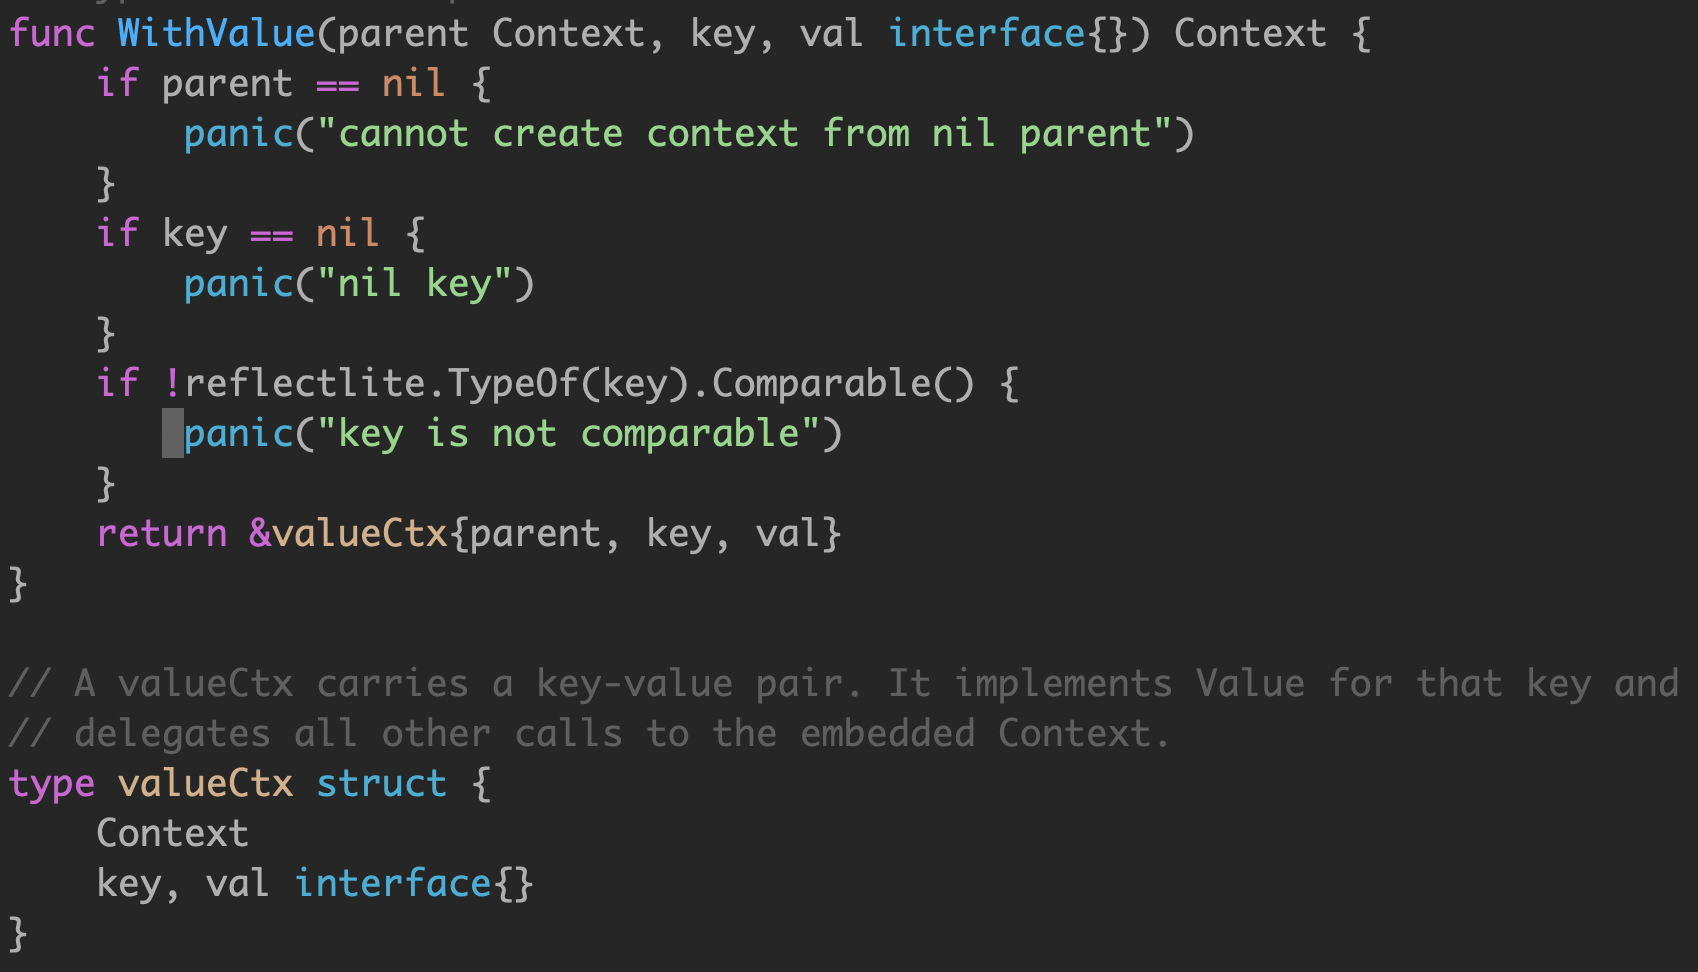 func WithValue(parent Context, key, val interface{}) Context {
    if parent == nil {
        panic("cannot create context from nil parent")
    }
    if key == nil {
        panic("nil key")
    }
    if !reflectlite.TypeOf(key).Comparable() {
        panic("key is not comparable")
    }
    return &valueCtx{parent, key, val}
}

// A valueCtx carries a key-value pair. It implements Value for that key and
// delegates all other calls to the embedded Context.
type valueCtx struct {
    Context
    key, val interface{}
}